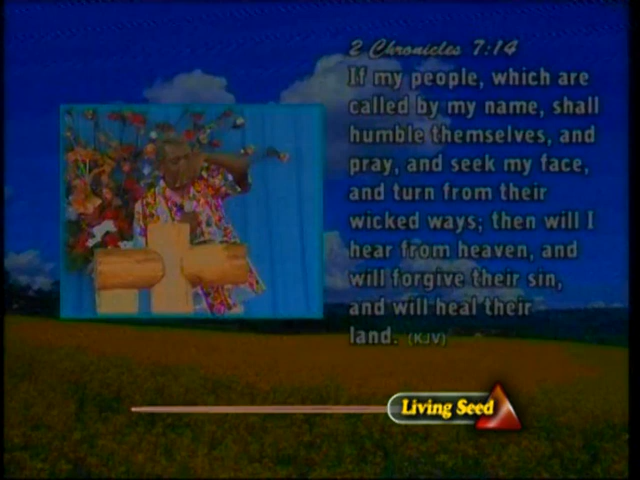 2 Chronicles 7:14
If my people, which are
called by my name, shall
humble themselves, and
pray, and seek my face,
and turn from their
wicked ways; then will I
hear from heaven, and
will forgive their sin,
and will heal their
land. (KJV)
Living Seed